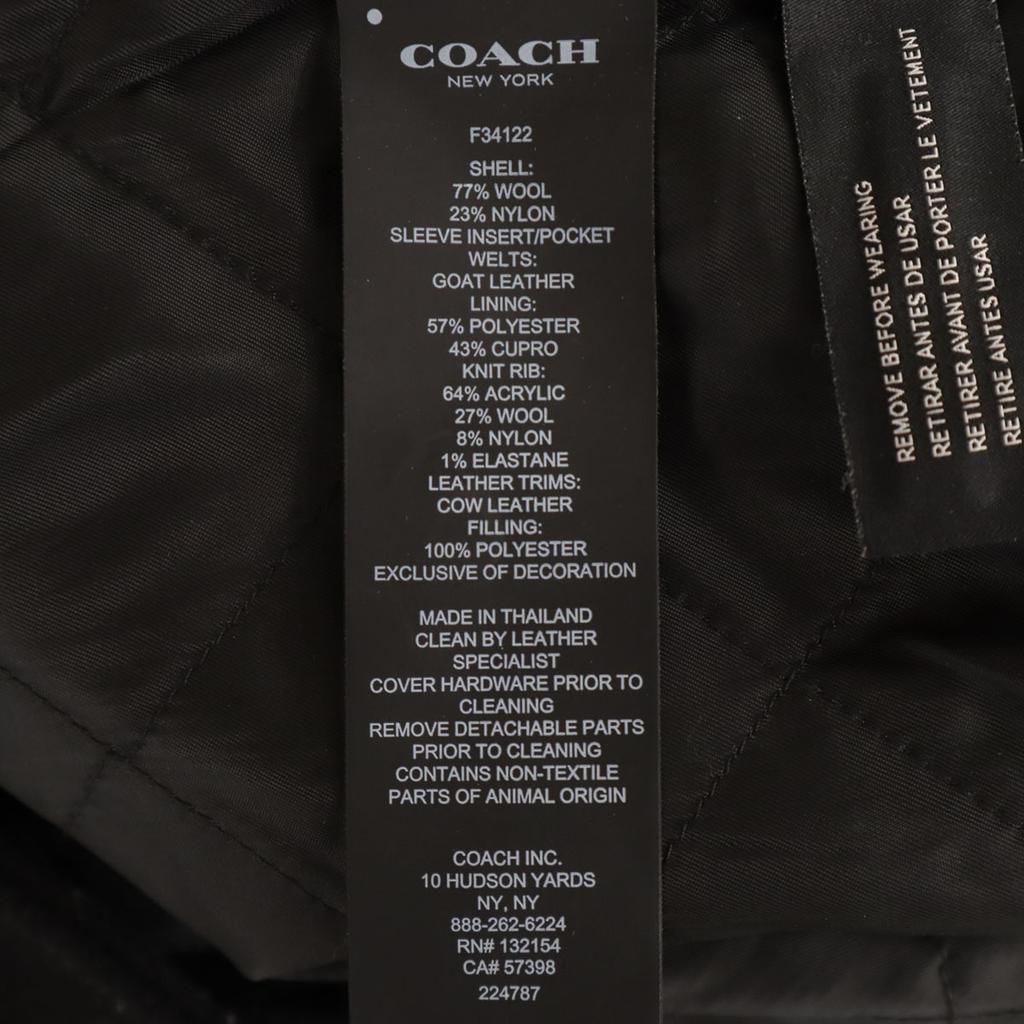 COACH
NEW YORK
F34122
SHELL:
77% WOOL
23% NYLON
SLEEVE INSERT/POCKET
WELTS:
GOAT LEATHER
LINING:
57% POLYESTER
43% CUPRO
KNIT RIB:
64% ACRYLIC
27% WOOL
8% NYLON
1% ELASTANE
LEATHER TRIMS:
COW LEATHER
FILLING:
100% POLYESTER
EXCLUSIVE OF DECORATION
MADE IN THAILAND
CLEAN BY LEATHER
SPECIALIST
COVER HARDWARE PRIOR TO
CLEANING
REMOVE DETACHABLE PARTS
PRIOR TO CLEANING
CONTAINS NON-TEXTILE
PARTS OF ANIMAL ORIGIN
COACH INC.
10 HUDSON YARDS
NY, NY
888-262-6224
RN# 132154
CA# 57398
224787
REMOVE BEFORE WEARING
RETIRAR ANTES DE USAR
RETIRER AVANT DE PORTER LE VETEMENT
RETIRE ANTES USAR